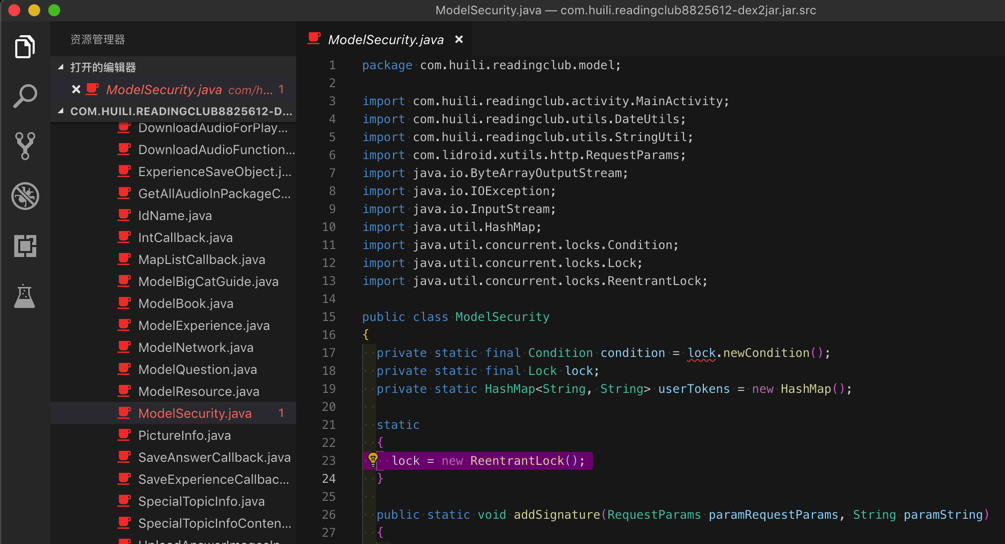 ModelSecurity.java — com.huili.readingclub8825612-dex2jar.jar.src
资源管理器
打开的编辑器
ModelSecurity.java com/h... 1
COM.HUILI.READINGCLUB8825612-D...
DownloadAudioForPlay...
DownloadAudioFunction...
ExperienceSaveObject.j...
GetAllAudioInPackageC...
IdName.java
IntCallback.java
MapListCallback.java
ModelBigCatGuide.java
ModelBook.java
ModelExperience.java
ModelNetwork.java
ModelQuestion.java
ModelResource.java
ModelSecurity.java 1
PictureInfo.java
SaveAnswerCallback.java
SaveExperienceCallbac...
SpecialTopicInfo.java
SpecialTopicInfoConten...
ModelSecurity.java ×
1 package com.huili.readingclub.model;
2
3 import com.huili.readingclub.activity.MainActivity;
4 import com.huili.readingclub.utils.DateUtils;
5 import com.huili.readingclub.utils.StringUtil;
6 import com.lidroid.xutils.http.RequestParams;
7 import java.io.ByteArrayOutputStream;
8 import java.io.IOException;
9 import java.io.InputStream;
10 import java.util.HashMap;
11 import java.util.concurrent.locks.Condition;
12 import java.util.concurrent.locks.Lock;
13 import java.util.concurrent.locks.ReentrantLock;
14
15 public class ModelSecurity
16 {
17 private static final Condition condition = lock.newCondition();
18 private static final Lock lock;
19 private static HashMap<String, String> userTokens = new HashMap();
20
21 static
22 {
23 lock = new ReentrantLock();
24 }
25
26 public static void addSignature(RequestParams paramRequestParams, String paramString)
27 {